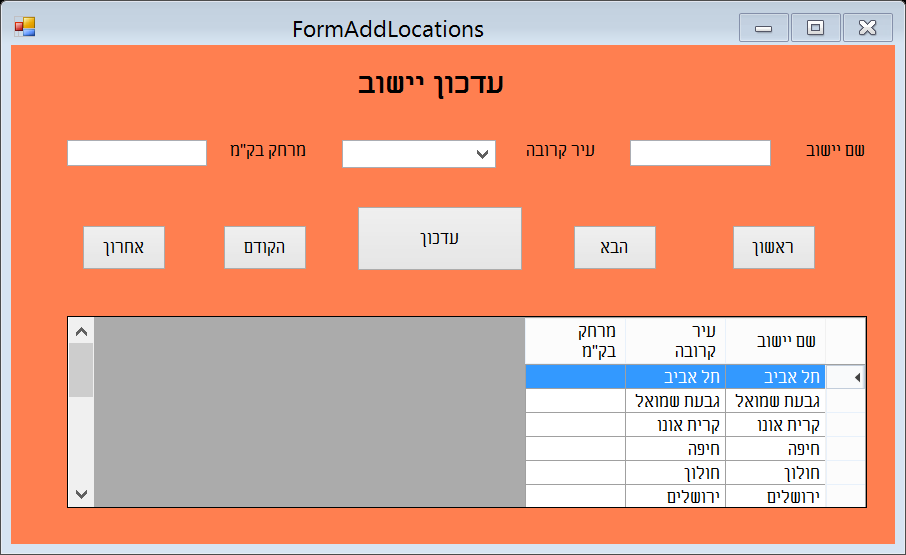 FormAddLocations
עדכון יישוב
שם יישוב
עיר קרובה
מרחק בק"מ
ראשון
הבא
עדכון
הקודם
אחרון
שם יישוב עיר קרובה מרחק בק"מ
תל אביב תל אביב
גבעת שמואל גבעת שמואל
קרית אונו קרית אונו
חיפה חיפה
חולון חולון
ירושלים ירושלים